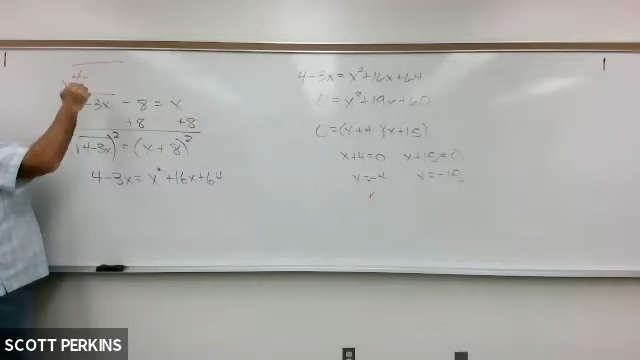 √4-
√4-3x - 8 = x
+8 +8
(√4-3x)² = (x + 8)²
4-3x = x²+16x+64
4-3x = x²+16x+64
0 = x²+19x+60
0 = (x+4)(x+15)
x+4=0 x+15=0
x=-4 x=-15
✓
SCOTT PERKINS